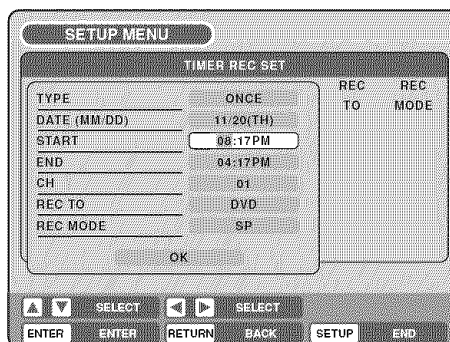 SETUP MENU
TIMER REC SET
REC REC
TO MODE
TYPE ONCE
DATE (MM/DD) 11/20(TH)
START 08:17PM
END 04:17PM
CH 01
REC TO DVD
REC MODE SP
OK
SELECT SELECT
ENTER ENTER RETURN BACK SETUP END